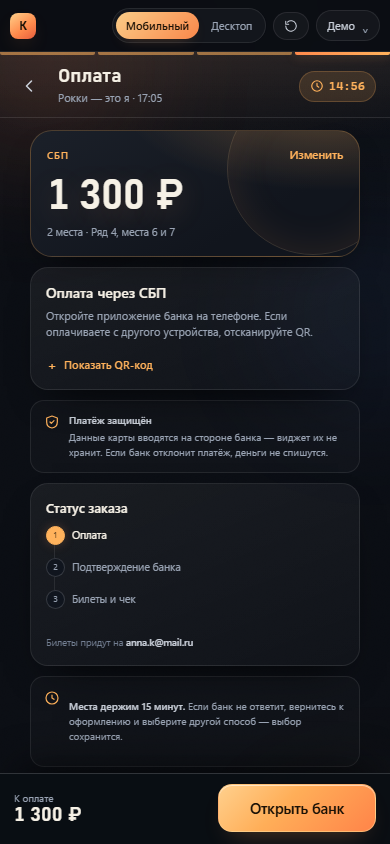 K
Мобильный
Десктоп
Демо
Оплата
Рокки — это я · 17:05
14:56
СБП
Изменить
1 300 ₽
2 места · Ряд 4, места 6 и 7
Оплата через СБП
Откройте приложение банка на телефоне. Если
оплачиваете с другого устройства, отсканируйте QR.
+ Показать QR-код
Платёж защищён
Данные карты вводятся на стороне банка — виджет их не
хранит. Если банк отклонит платёж, деньги не спишутся.
Статус заказа
1 Оплата
2 Подтверждение банка
3 Билеты и чек
Билеты придут на anna.k@mail.ru
Места держим 15 минут. Если банк не ответит, вернитесь к
оформлению и выберите другой способ — выбор
сохранится.
К оплате
1 300 ₽
Открыть банк